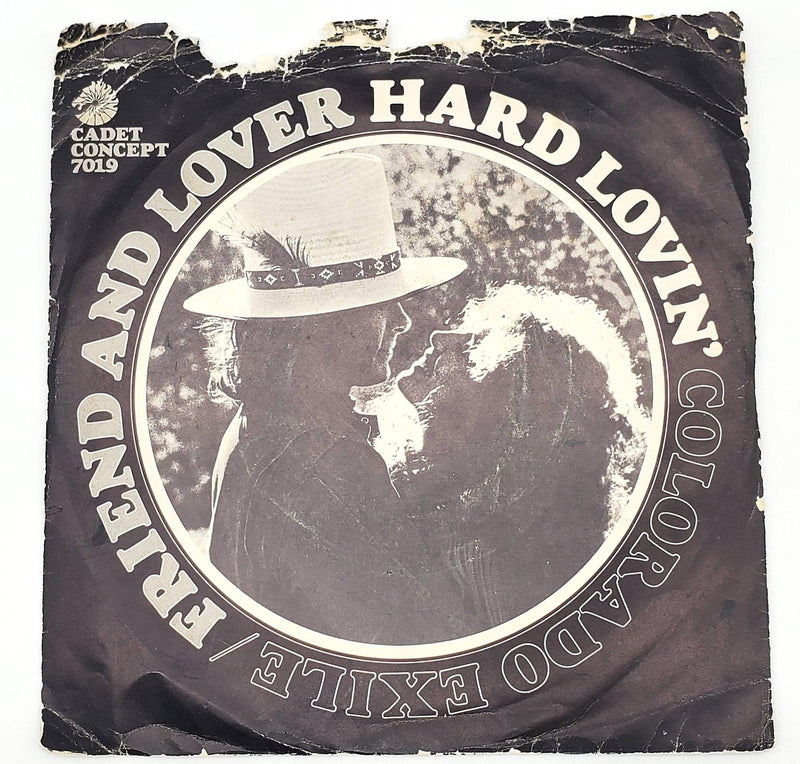 CADET
CONCEPT
7019
FRIEND AND LOVER HARD LOVIN' COLORADO EXILE /